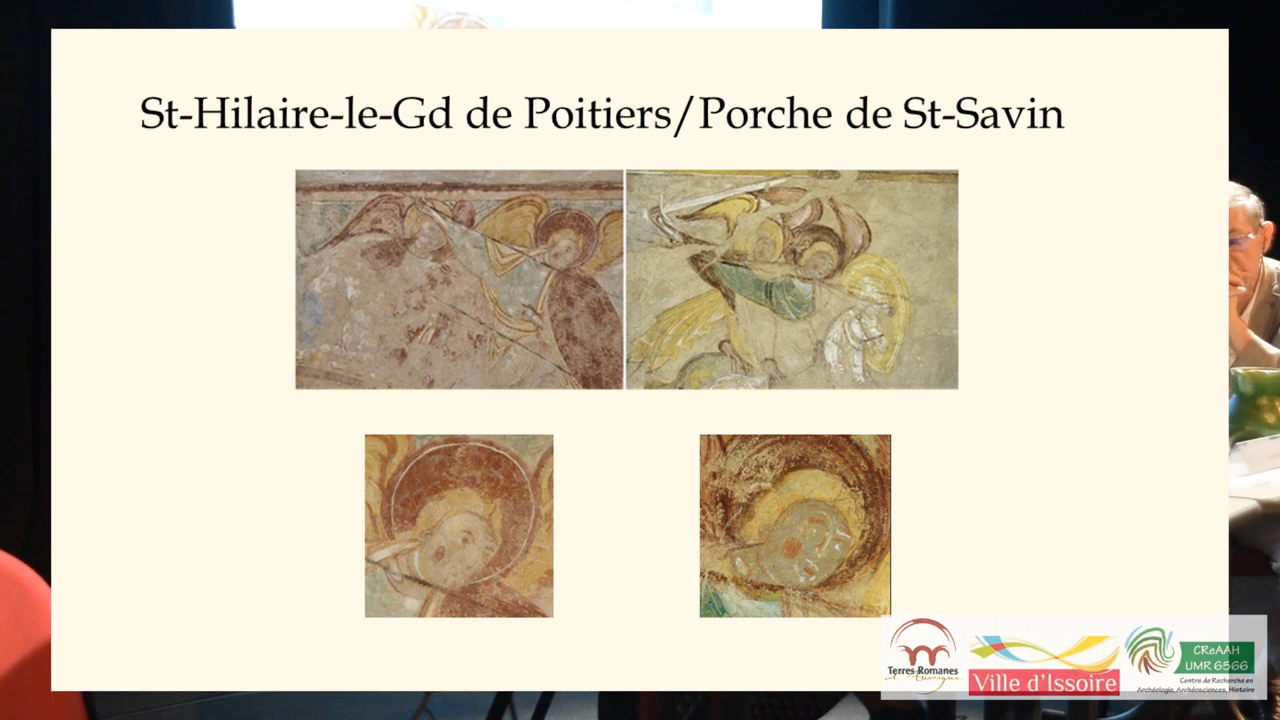 St-Hilaire-le-Gd de Poitiers/Porche de St-Savin
Terres Romanes
d'Auvergne
Ville d'Issoire
CReAAH
UMR 6566
Centre de Recherche en
Archéologie, Archéosciences, Histoire